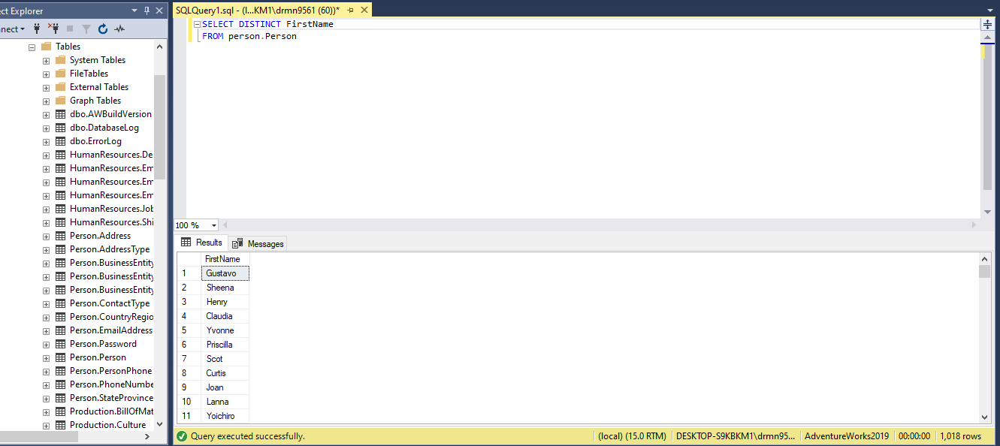 ect Explorer
nnect
Tables
System Tables
FileTables
External Tables
Graph Tables
dbo.AWBuildVersion
dbo.DatabaseLog
dbo.ErrorLog
HumanResources.De
HumanResources.Em
HumanResources.Em
HumanResources.Em
HumanResources.Job
HumanResources.Shi
Person.Address
Person.AddressType
Person.BusinessEntity
Person.BusinessEntity
Person.BusinessEntity
Person.ContactType
Person.CountryRegio
Person.EmailAddress
Person.Password
Person.Person
Person.PersonPhone
Person.PhoneNumbe
Person.StateProvince
Production.BillOfMat
Production.Culture
SQLQuery1.sql - (l...KM1\drmn9561 (60))*
SELECT DISTINCT FirstName
FROM person.Person
100 %
Results Messages
FirstName
1 Gustavo
2 Sheena
3 Henry
4 Claudia
5 Yvonne
6 Priscilla
7 Scot
8 Curtis
9 Joan
10 Lanna
11 Yoichiro
Query executed successfully. (local) (15.0 RTM) DESKTOP-S9KBKM1\drmn95... AdventureWorks2019 00:00:00 1,018 rows